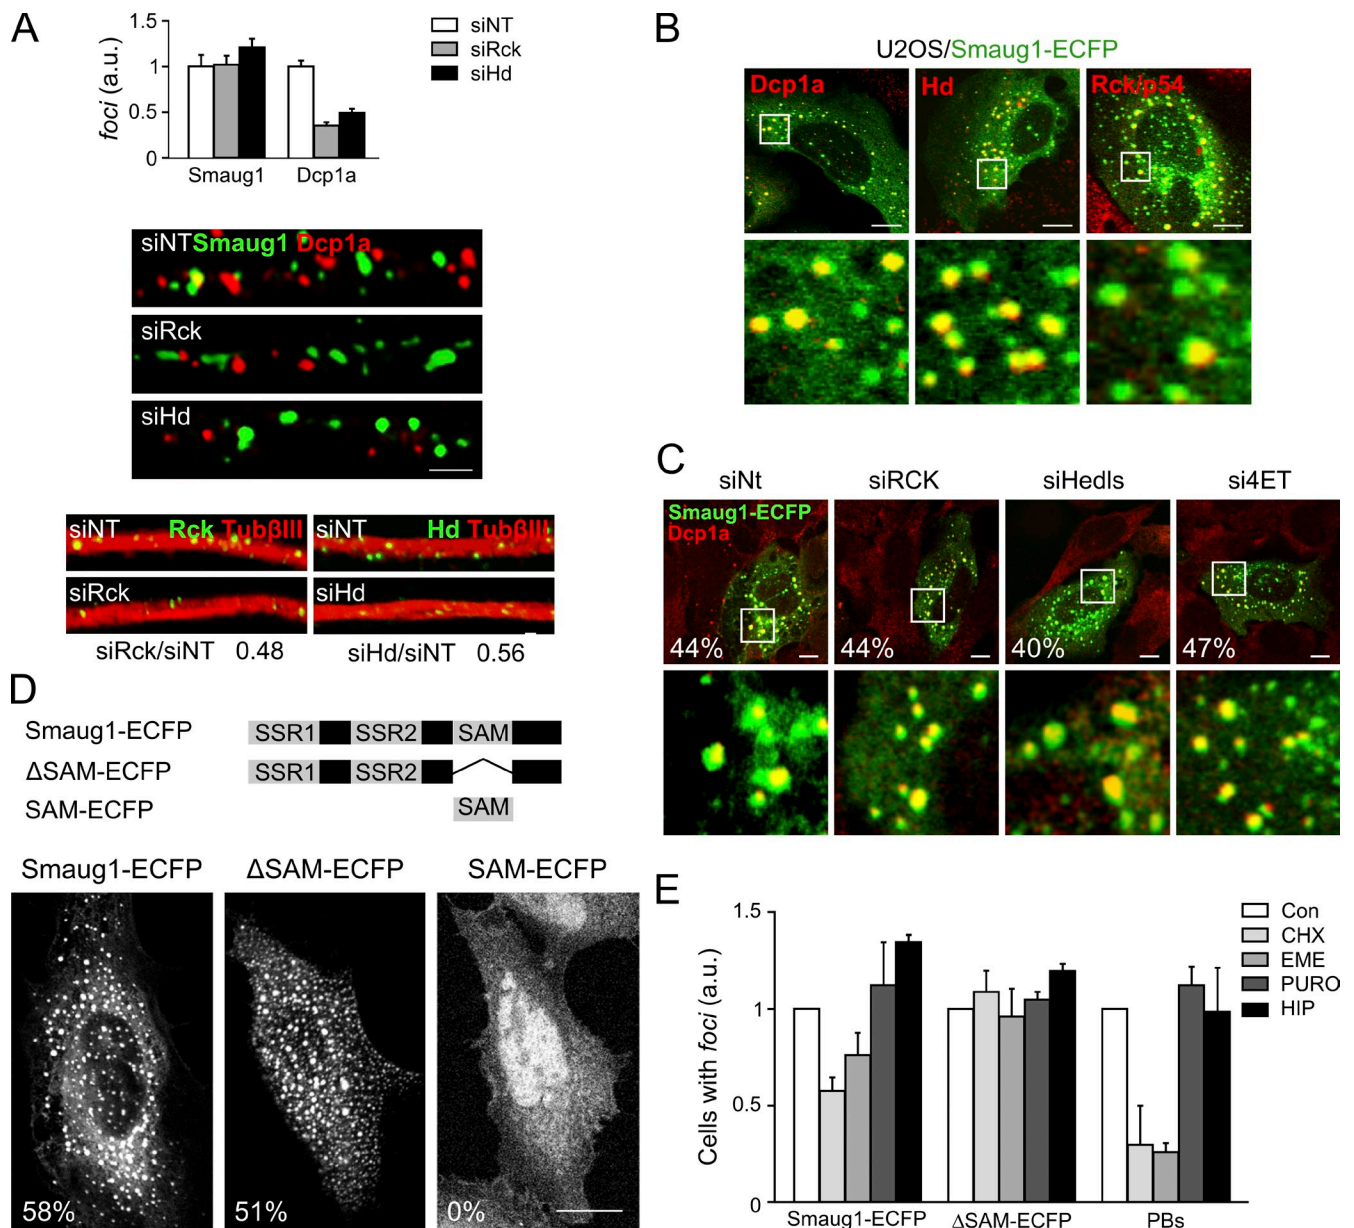 A
foci (a.u.)
1.5
1
0.5
0
Smaug1
Dcp1a
siNT
siRck
siHd
siNT Smaug1 Dcp1a
siRck
siHd
siNT Rck TubβIII
siNT Hd TubβIII
siRck
siHd
siRck/siNT 0.48
siHd/siNT 0.56
B
U2OS/Smaug1-ECFP
Dcp1a
Hd
Rck/p54
C
siNt
siRCK
siHedls
si4ET
Smaug1-ECFP
Dcp1a
44%
44%
40%
47%
D
Smaug1-ECFP
SSR1 SSR2 SAM
ΔSAM-ECFP
SSR1 SSR2
SAM-ECFP
SAM
Smaug1-ECFP
ΔSAM-ECFP
SAM-ECFP
58%
51%
0%
E
Cells with foci (a.u.)
1.5
1
0.5
0
Smaug1-ECFP
ΔSAM-ECFP
PBs
Con
CHX
EME
PURO
HIP